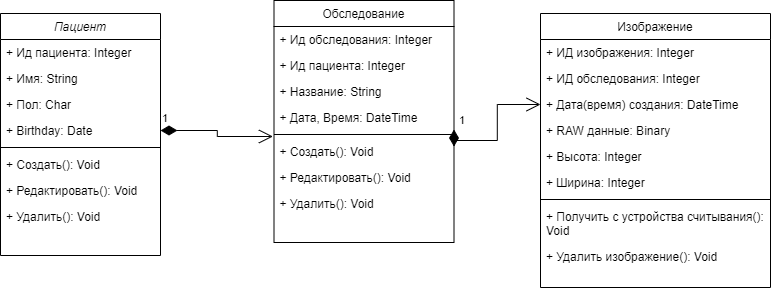 Пациент
+ Ид пациента: Integer
+ Имя: String
+ Пол: Char
+ Birthday: Date
+ Создать(): Void
+ Редактировать(): Void
+ Удалить(): Void
1
Обследование
+ Ид обследования: Integer
+ Ид пациента: Integer
+ Название: String
+ Дата, Время: DateTime
+ Создать(): Void
+ Редактировать(): Void
+ Удалить(): Void
1
Изображение
+ ИД изображения: Integer
+ ИД обследования: Integer
+ Дата(время) создания: DateTime
+ RAW данные: Binary
+ Высота: Integer
+ Ширина: Integer
+ Получить с устройства считывания():
Void
+ Удалить изображение(): Void